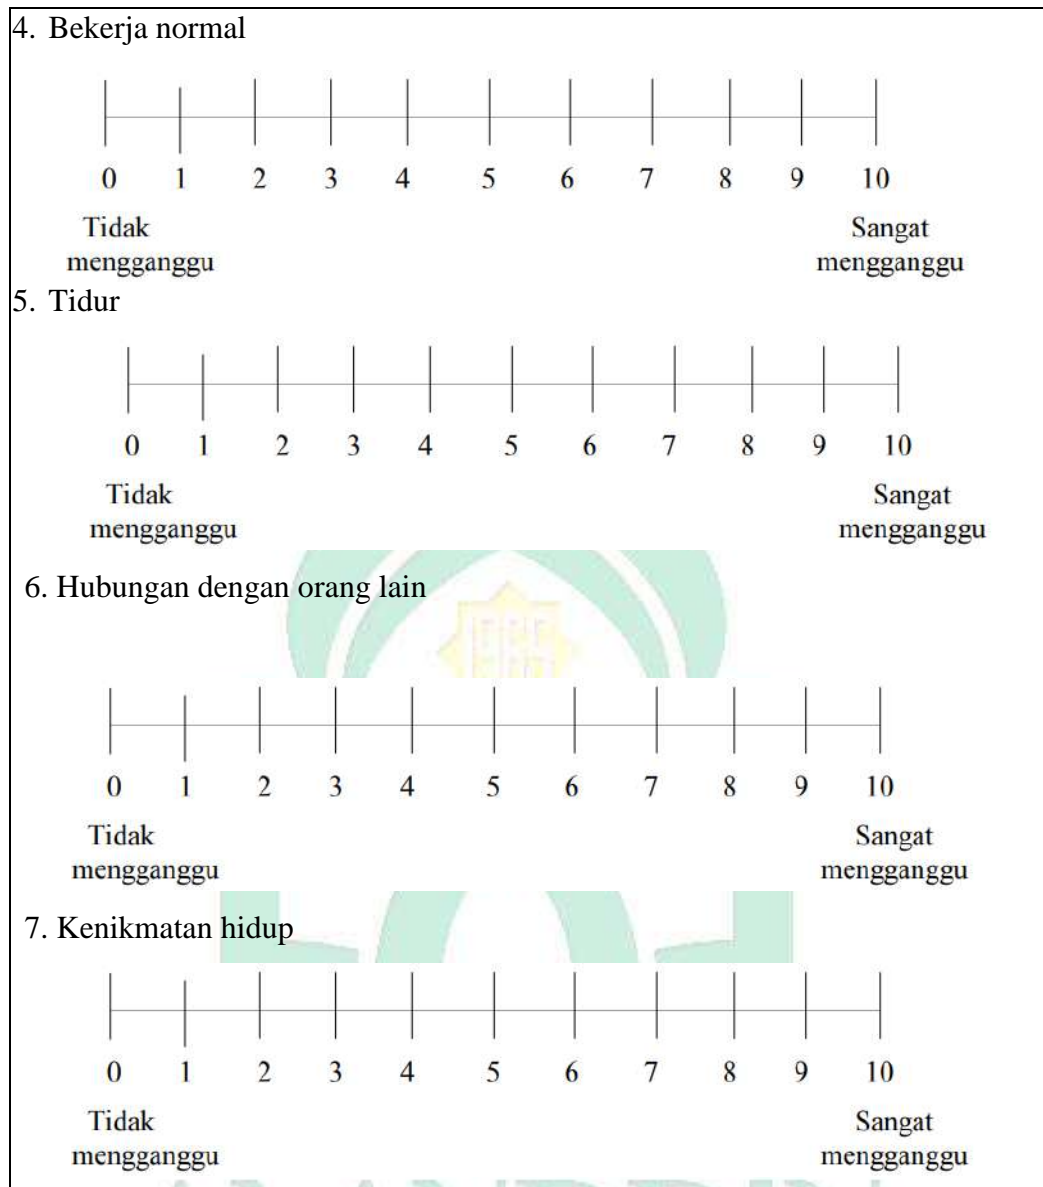 4. Bekerja normal
0 1 2 3 4 5 6 7 8 9 10
Tidak Sangat
mengganggu mengganggu
5. Tidur
0 1 2 3 4 5 6 7 8 9 10
Tidak Sangat
mengganggu mengganggu
6. Hubungan dengan orang lain
0 1 2 3 4 5 6 7 8 9 10
Tidak Sangat
mengganggu mengganggu
7. Kenikmatan hidup
0 1 2 3 4 5 6 7 8 9 10
Tidak Sangat
mengganggu mengganggu